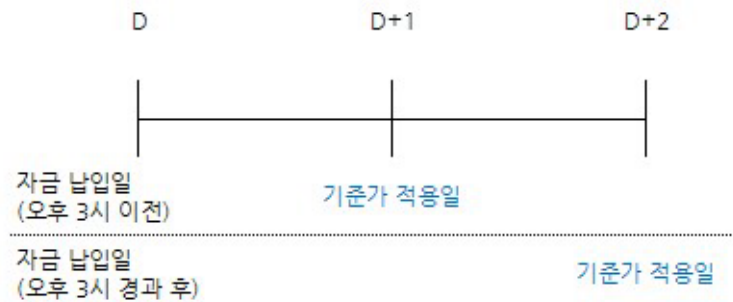 D D+1 D+2
자금 납입일
(오후 3시 이전)
기준가 적용일
자금 납입일
(오후 3시 경과 후)
기준가 적용일